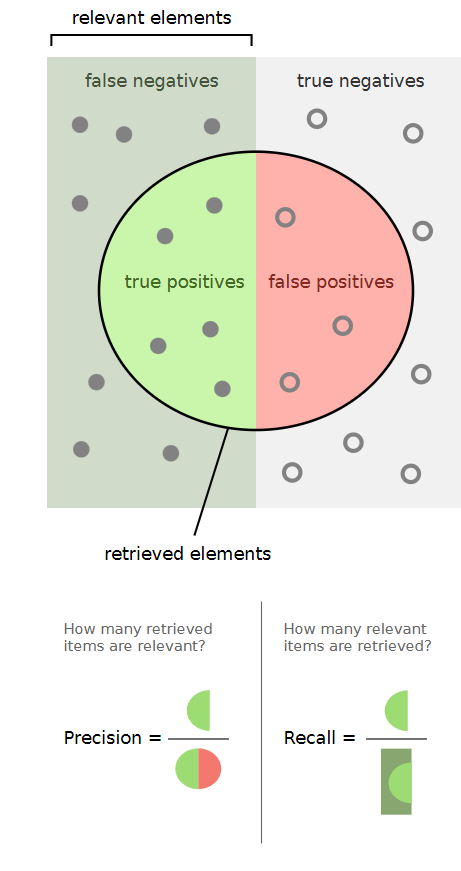 relevant elements
false negatives
true negatives
true positives
false positives
retrieved elements
How many retrieved
items are relevant?
How many relevant
items are retrieved?
Precision =
Recall =